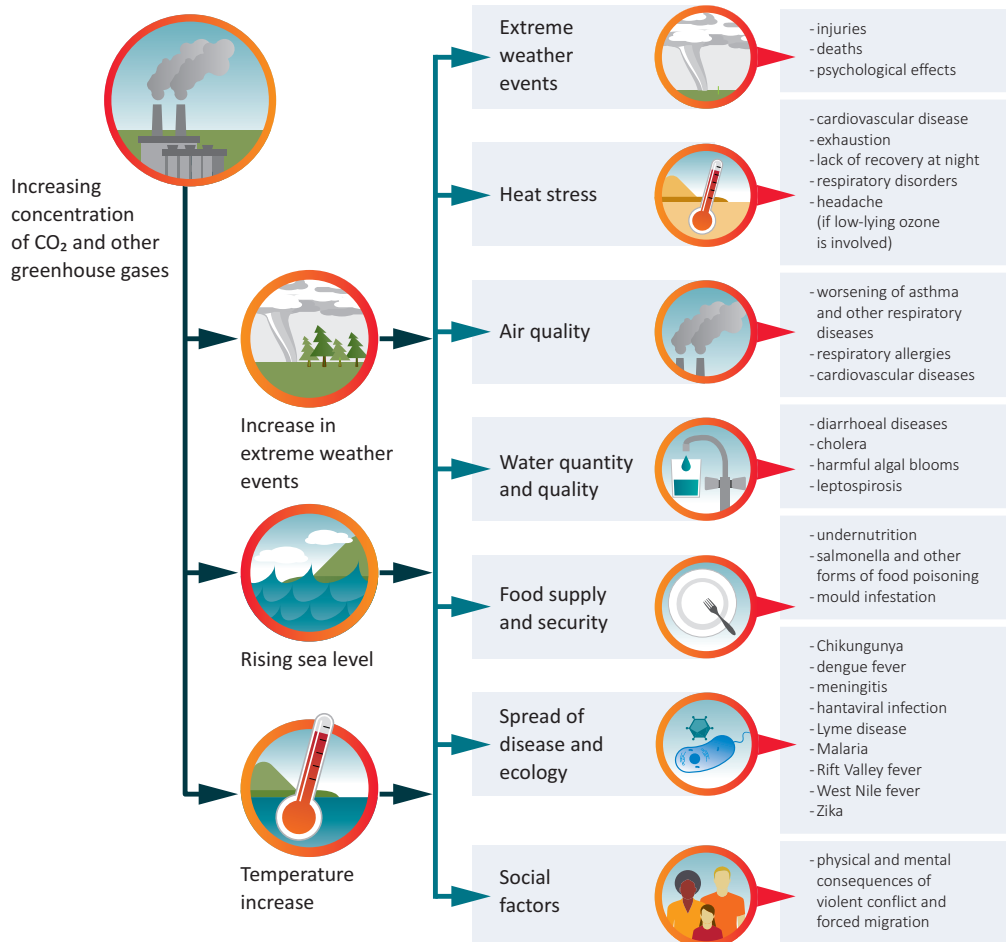 Increasing
concentration
of CO₂ and other
greenhouse gases
Increase in
extreme weather
events
Rising sea level
Temperature
increase
Extreme
weather
events
- injuries
- deaths
- psychological effects
Heat stress
- cardiovascular disease
- exhaustion
- lack of recovery at night
- respiratory disorders
- headache
(if low-lying ozone
is involved)
Air quality
- worsening of asthma
and other respiratory
diseases
- respiratory allergies
- cardiovascular diseases
Water quantity
and quality
- diarrhoeal diseases
- cholera
- harmful algal blooms
- leptospirosis
Food supply
and security
- undernutrition
- salmonella and other
forms of food poisoning
- mould infestation
Spread of
disease and
ecology
- Chikungunya
- dengue fever
- meningitis
- hantaviral infection
- Lyme disease
- Malaria
- Rift Valley fever
- West Nile fever
- Zika
Social
factors
- physical and mental
consequences of
violent conflict and
forced migration